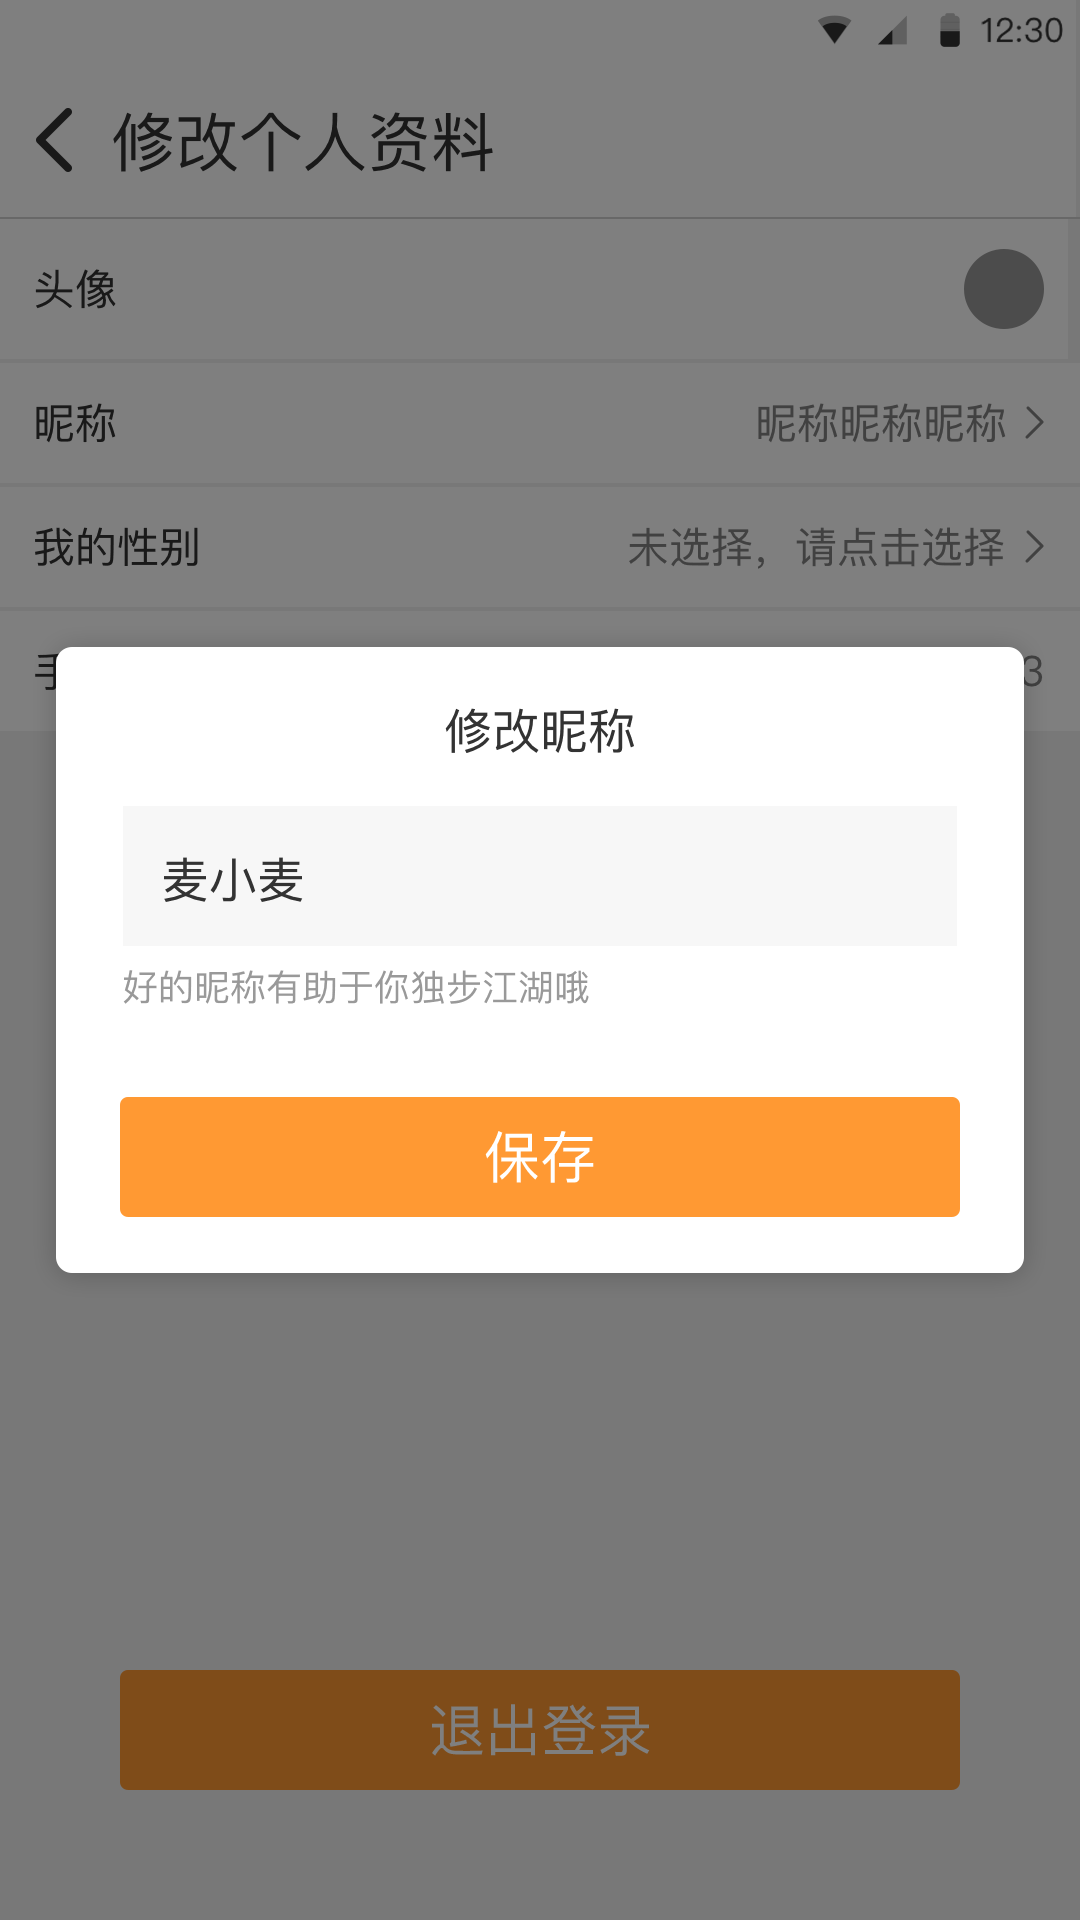 12:30
修改个人资料
头像
昵称 昵称昵称昵称
我的性别 未选择，请点击选择
手 3
修改昵称
麦小麦
好的昵称有助于你独步江湖哦
保存
退出登录